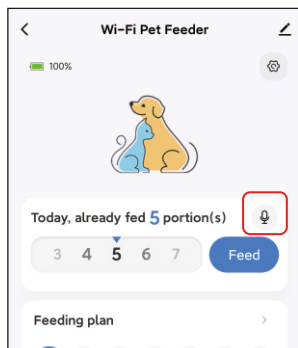 Wi-Fi Pet Feeder
100%
Today, already fed 5 portion(s)
3 4 5 6 7 Feed
Feeding plan